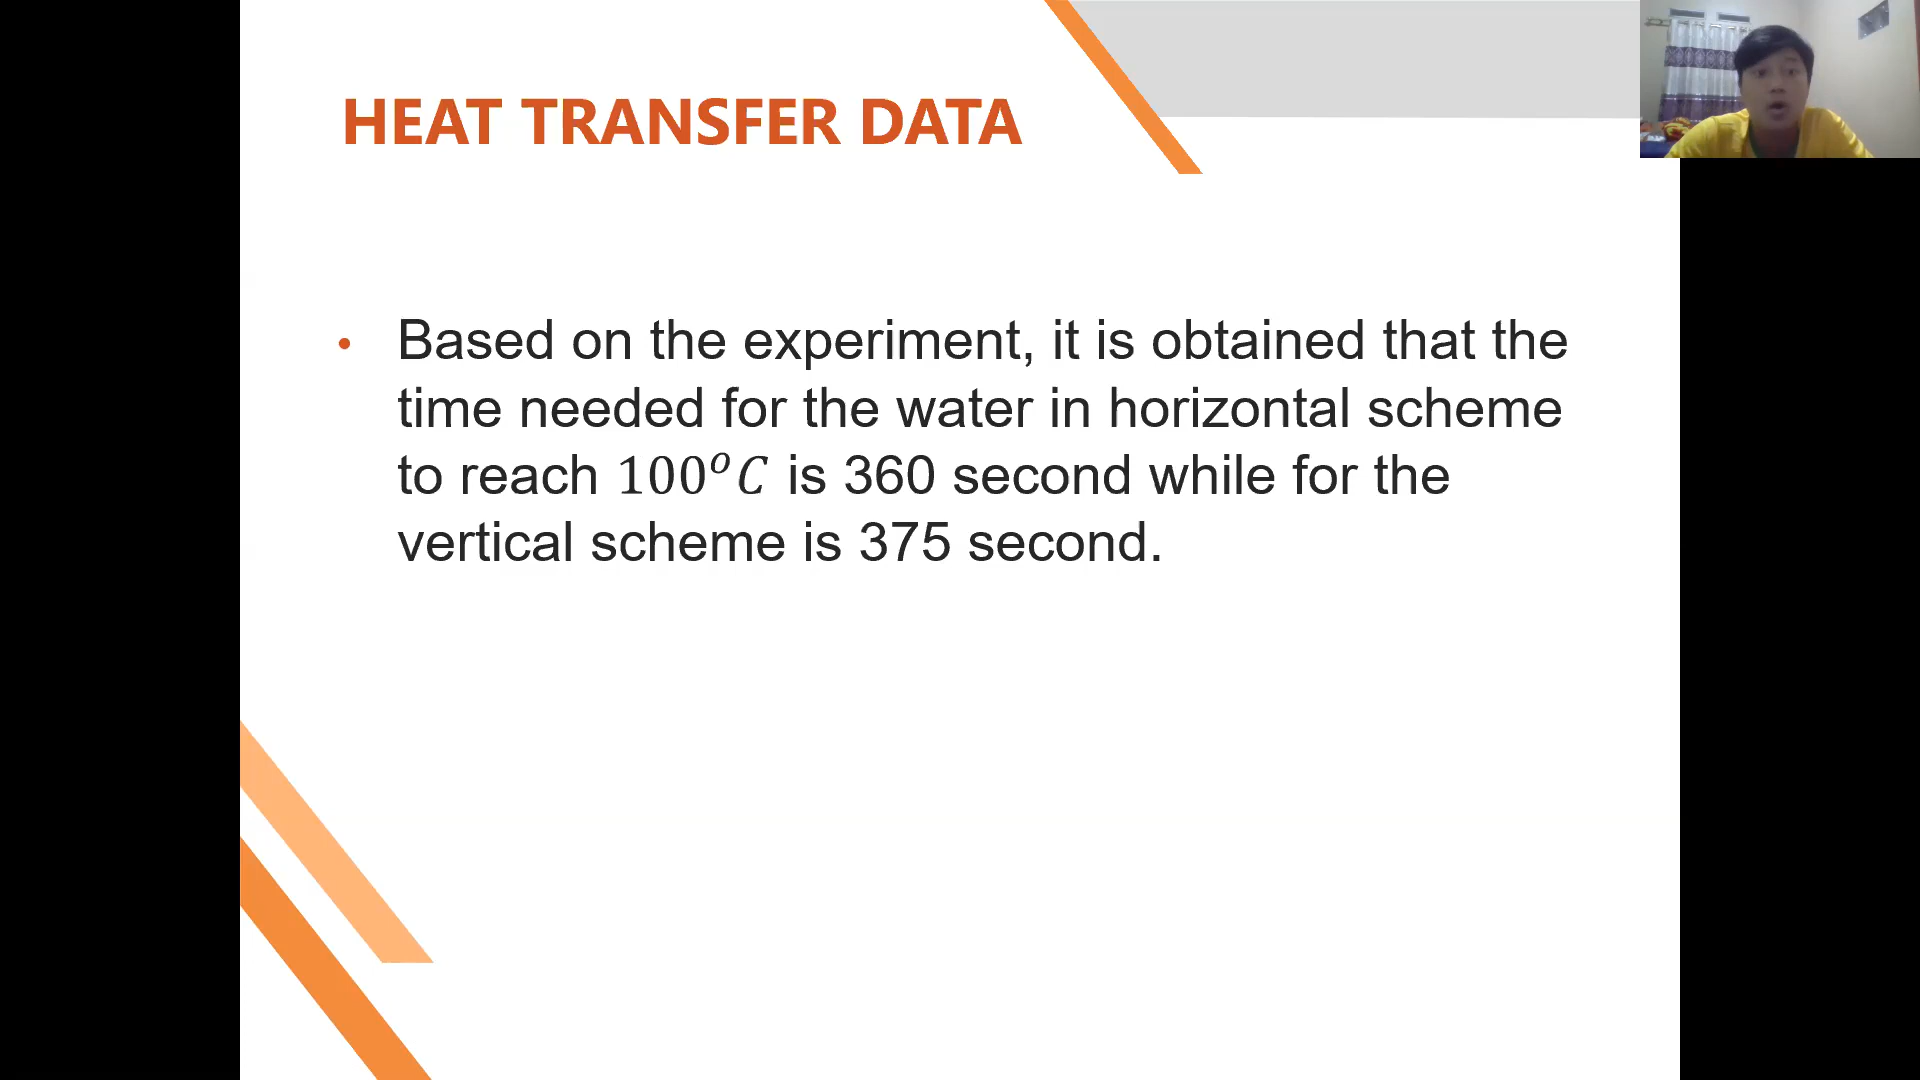 HEAT TRANSFER DATA
• Based on the experiment, it is obtained that the
time needed for the water in horizontal scheme
to reach 100°C is 360 second while for the
vertical scheme is 375 second.